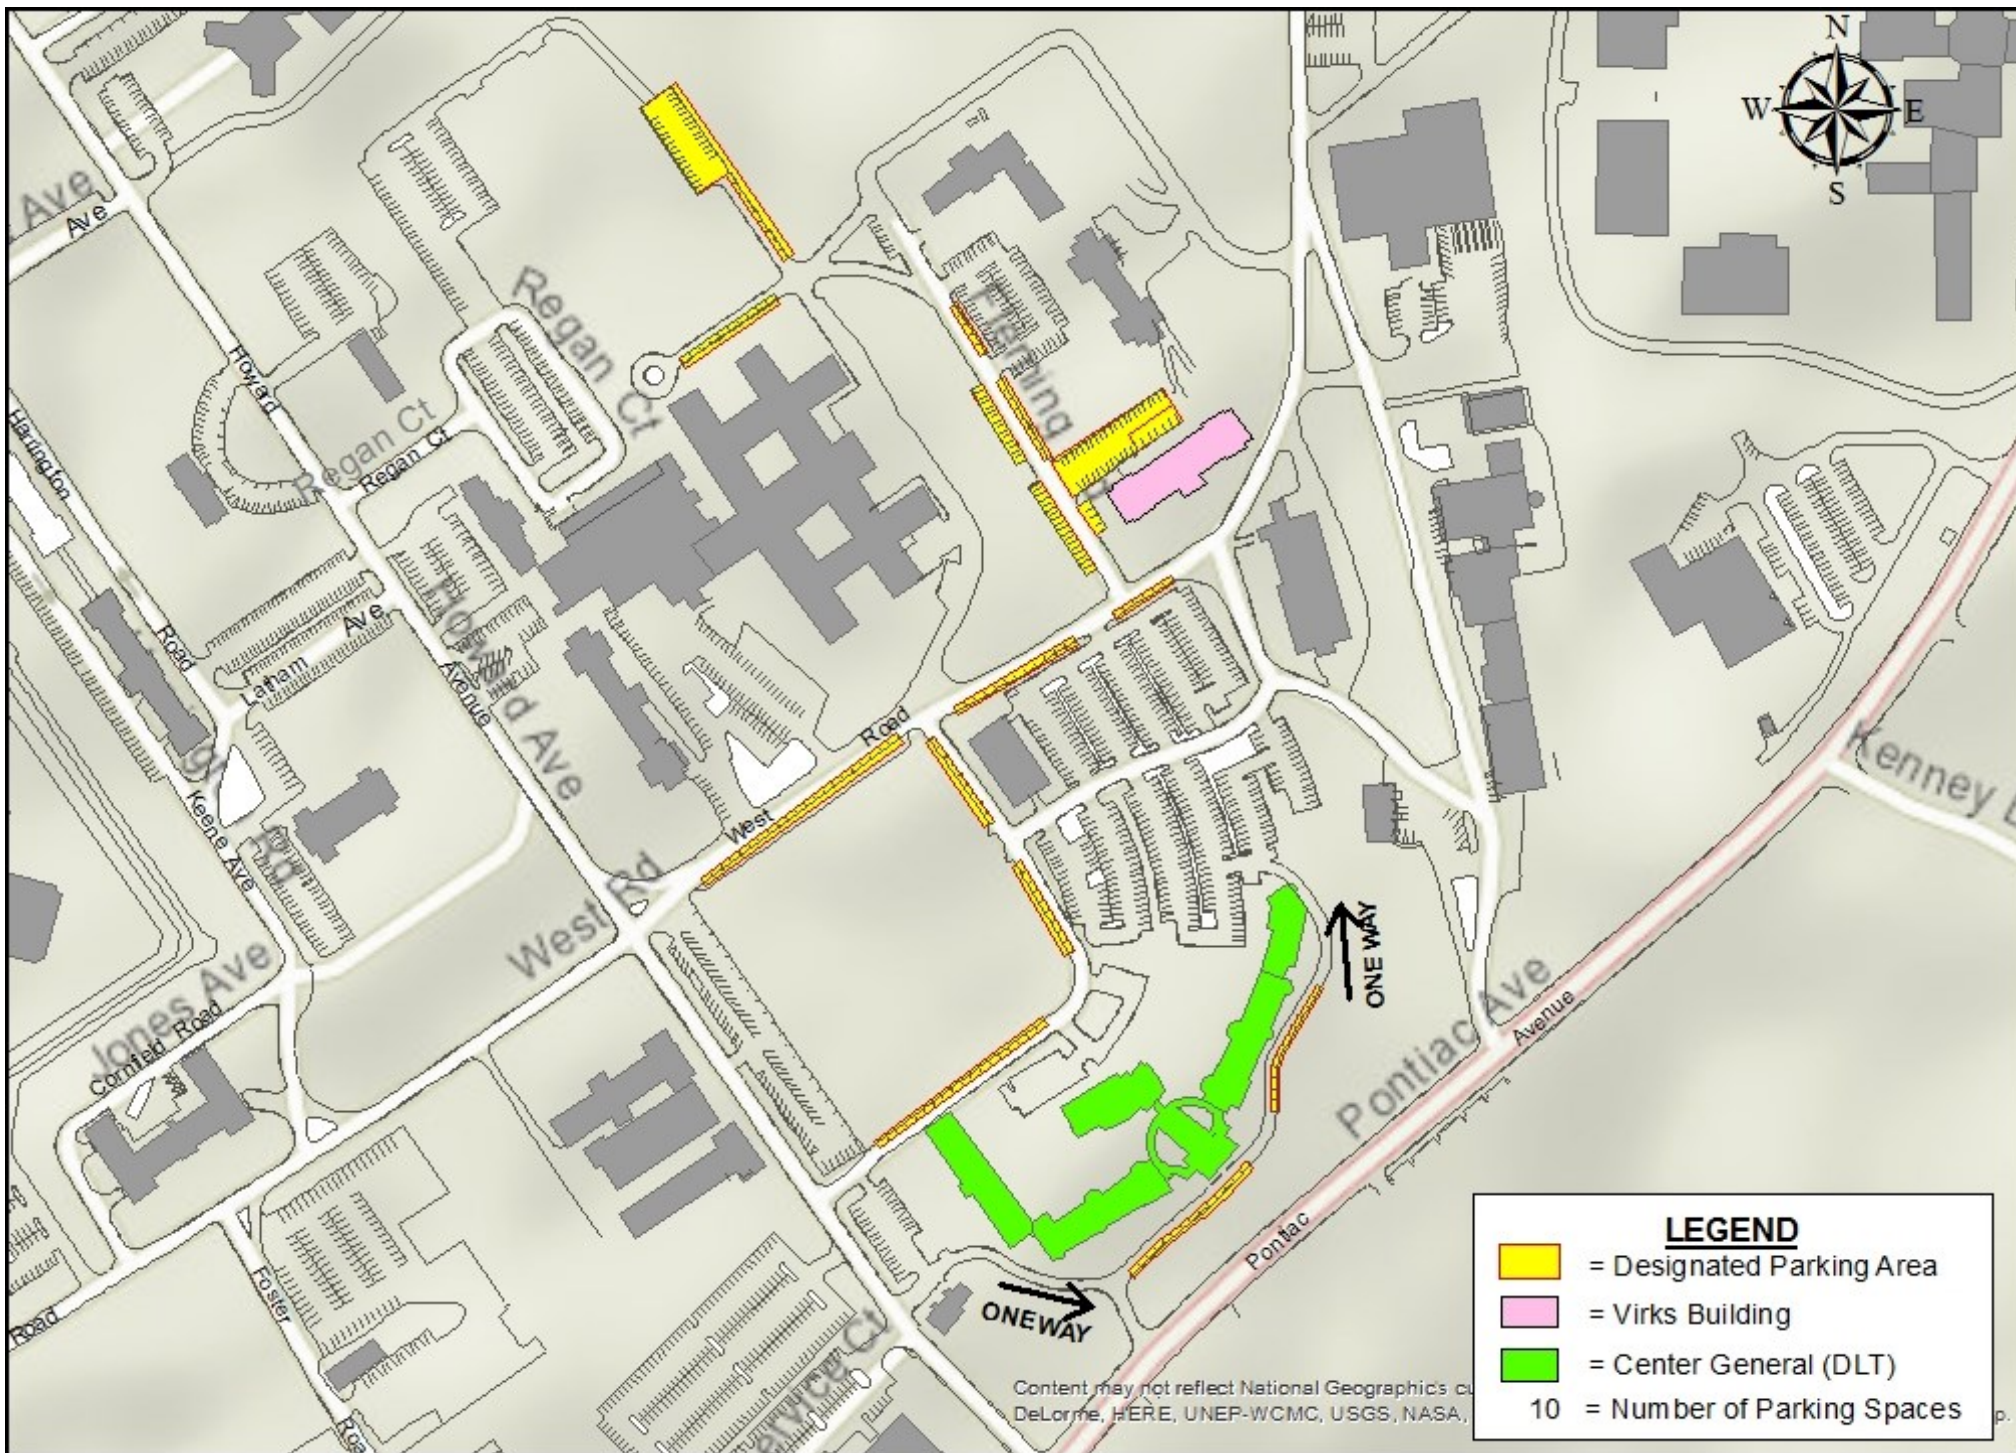 N
W
E
S
Ave
Ave
Regan Ct
Fleming
Howard
Harrington
Regan Ct
Regan Ct
Road
Ave
Latham
Howard Ave
Avenue
Road
West
Keene Ave
Rd
West Rd
Kenney
Jones Ave
Cornfield Road
ONE WAY
Pontiac Ave
Avenue
Pontiac
Foster
Road
ONEWAY
Service Ct
LEGEND
= Designated Parking Area
= Virks Building
= Center General (DLT)
10 = Number of Parking Spaces
Content may not reflect National Geographic's
DeLorme, HERE, UNEP-WCMC, USGS, NASA,
p.